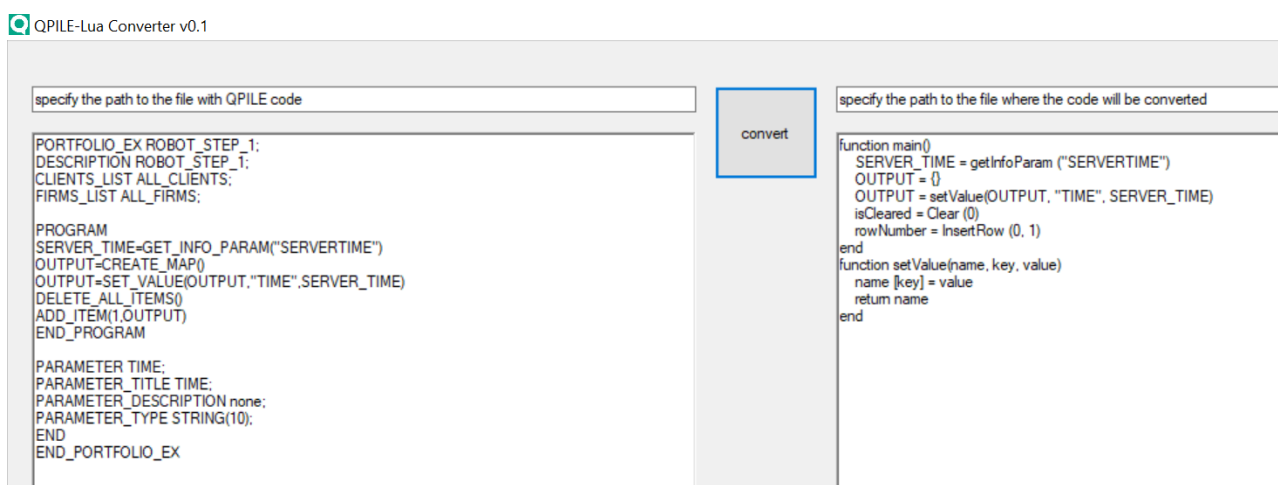 QPILE-Lua Converter v0.1
specify the path to the file with QPILE code
convert
specify the path to the file where the code will be converted
PORTFOLIO_EX ROBOT_STEP_1;
DESCRIPTION ROBOT_STEP_1;
CLIENTS_LIST ALL_CLIENTS;
FIRMS_LIST ALL_FIRMS;
PROGRAM
SERVER_TIME=GET_INFO_PARAM("SERVERTIME")
OUTPUT=CREATE_MAP()
OUTPUT=SET_VALUE(OUTPUT,"TIME",SERVER_TIME)
DELETE_ALL_ITEMS()
ADD_ITEM(1,OUTPUT)
END_PROGRAM
PARAMETER TIME;
PARAMETER_TITLE TIME;
PARAMETER_DESCRIPTION none;
PARAMETER_TYPE STRING(10);
END
END_PORTFOLIO_EX
function main()
SERVER_TIME = getInfoParam ("SERVERTIME")
OUTPUT = {}
OUTPUT = setValue(OUTPUT, "TIME", SERVER_TIME)
isCleared = Clear (0)
rowNumber = InsertRow (0, 1)
end
function setValue(name, key, value)
name [key] = value
return name
end